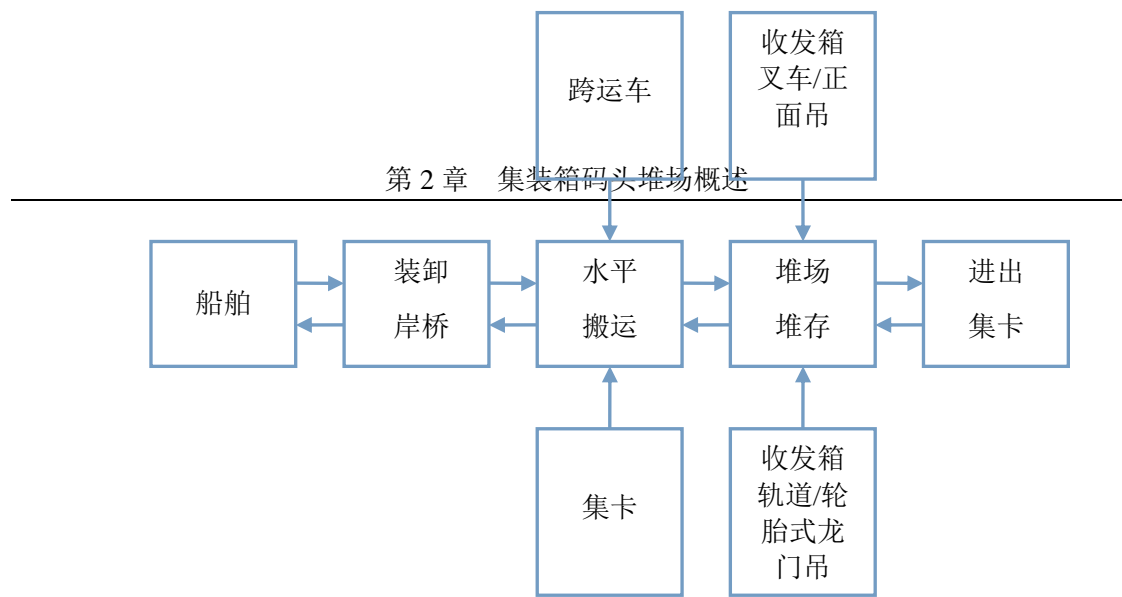 跨运车
收发箱
叉车/正
面吊
第 2 章　集装箱码头堆场概述
船舶
装卸
岸桥
水平
搬运
堆场
堆存
进出
集卡
集卡
收发箱
轨道/轮
胎式龙
门吊